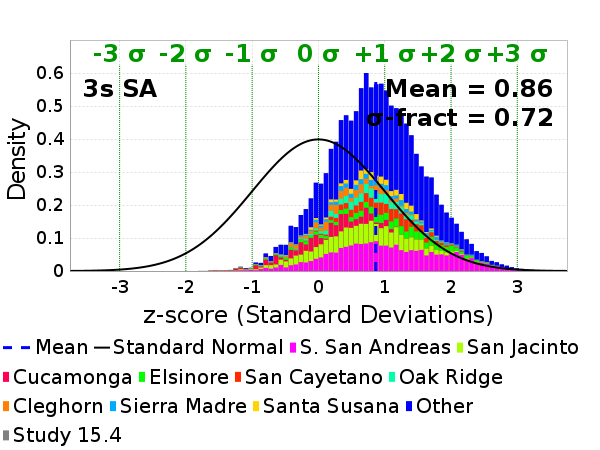 -3 σ -2 σ -1 σ 0 σ +1 σ +2 σ +3 σ
3s SA
Mean = 0.86
σ-fract = 0.72
Density
0.6
0.5
0.4
0.3
0.2
0.1
0
-3 -2 -1 0 1 2 3
z-score (Standard Deviations)
Mean Standard Normal S. San Andreas San Jacinto
Cucamonga Elsinore San Cayetano Oak Ridge
Cleghorn Sierra Madre Santa Susana Other
Study 15.4